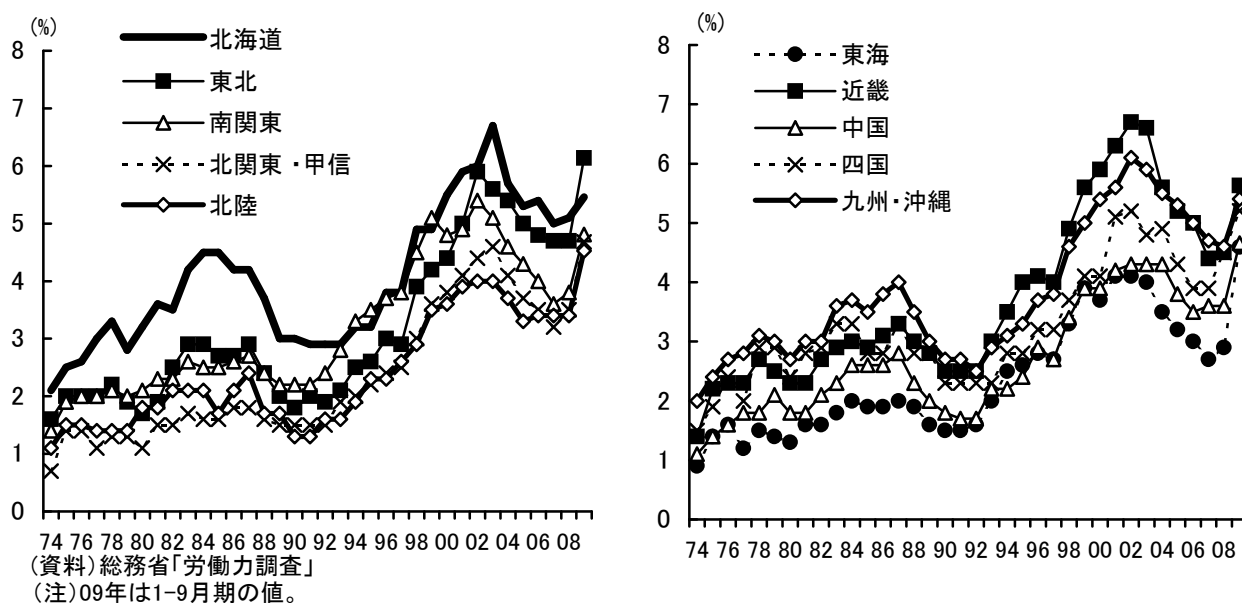 (%)
北海道
東北
南関東
北関東・甲信
北陸
8
7
6
5
4
3
2
1
0
74 76 78 80 82 84 86 88 90 92 94 96 98 00 02 04 06 08
(資料)総務省「労働力調査」
(注)09年は1-9月期の値。
(%)
東海
近畿
中国
四国
九州・沖縄
8
7
6
5
4
3
2
1
0
74 76 78 80 82 84 86 88 90 92 94 96 98 00 02 04 06 08